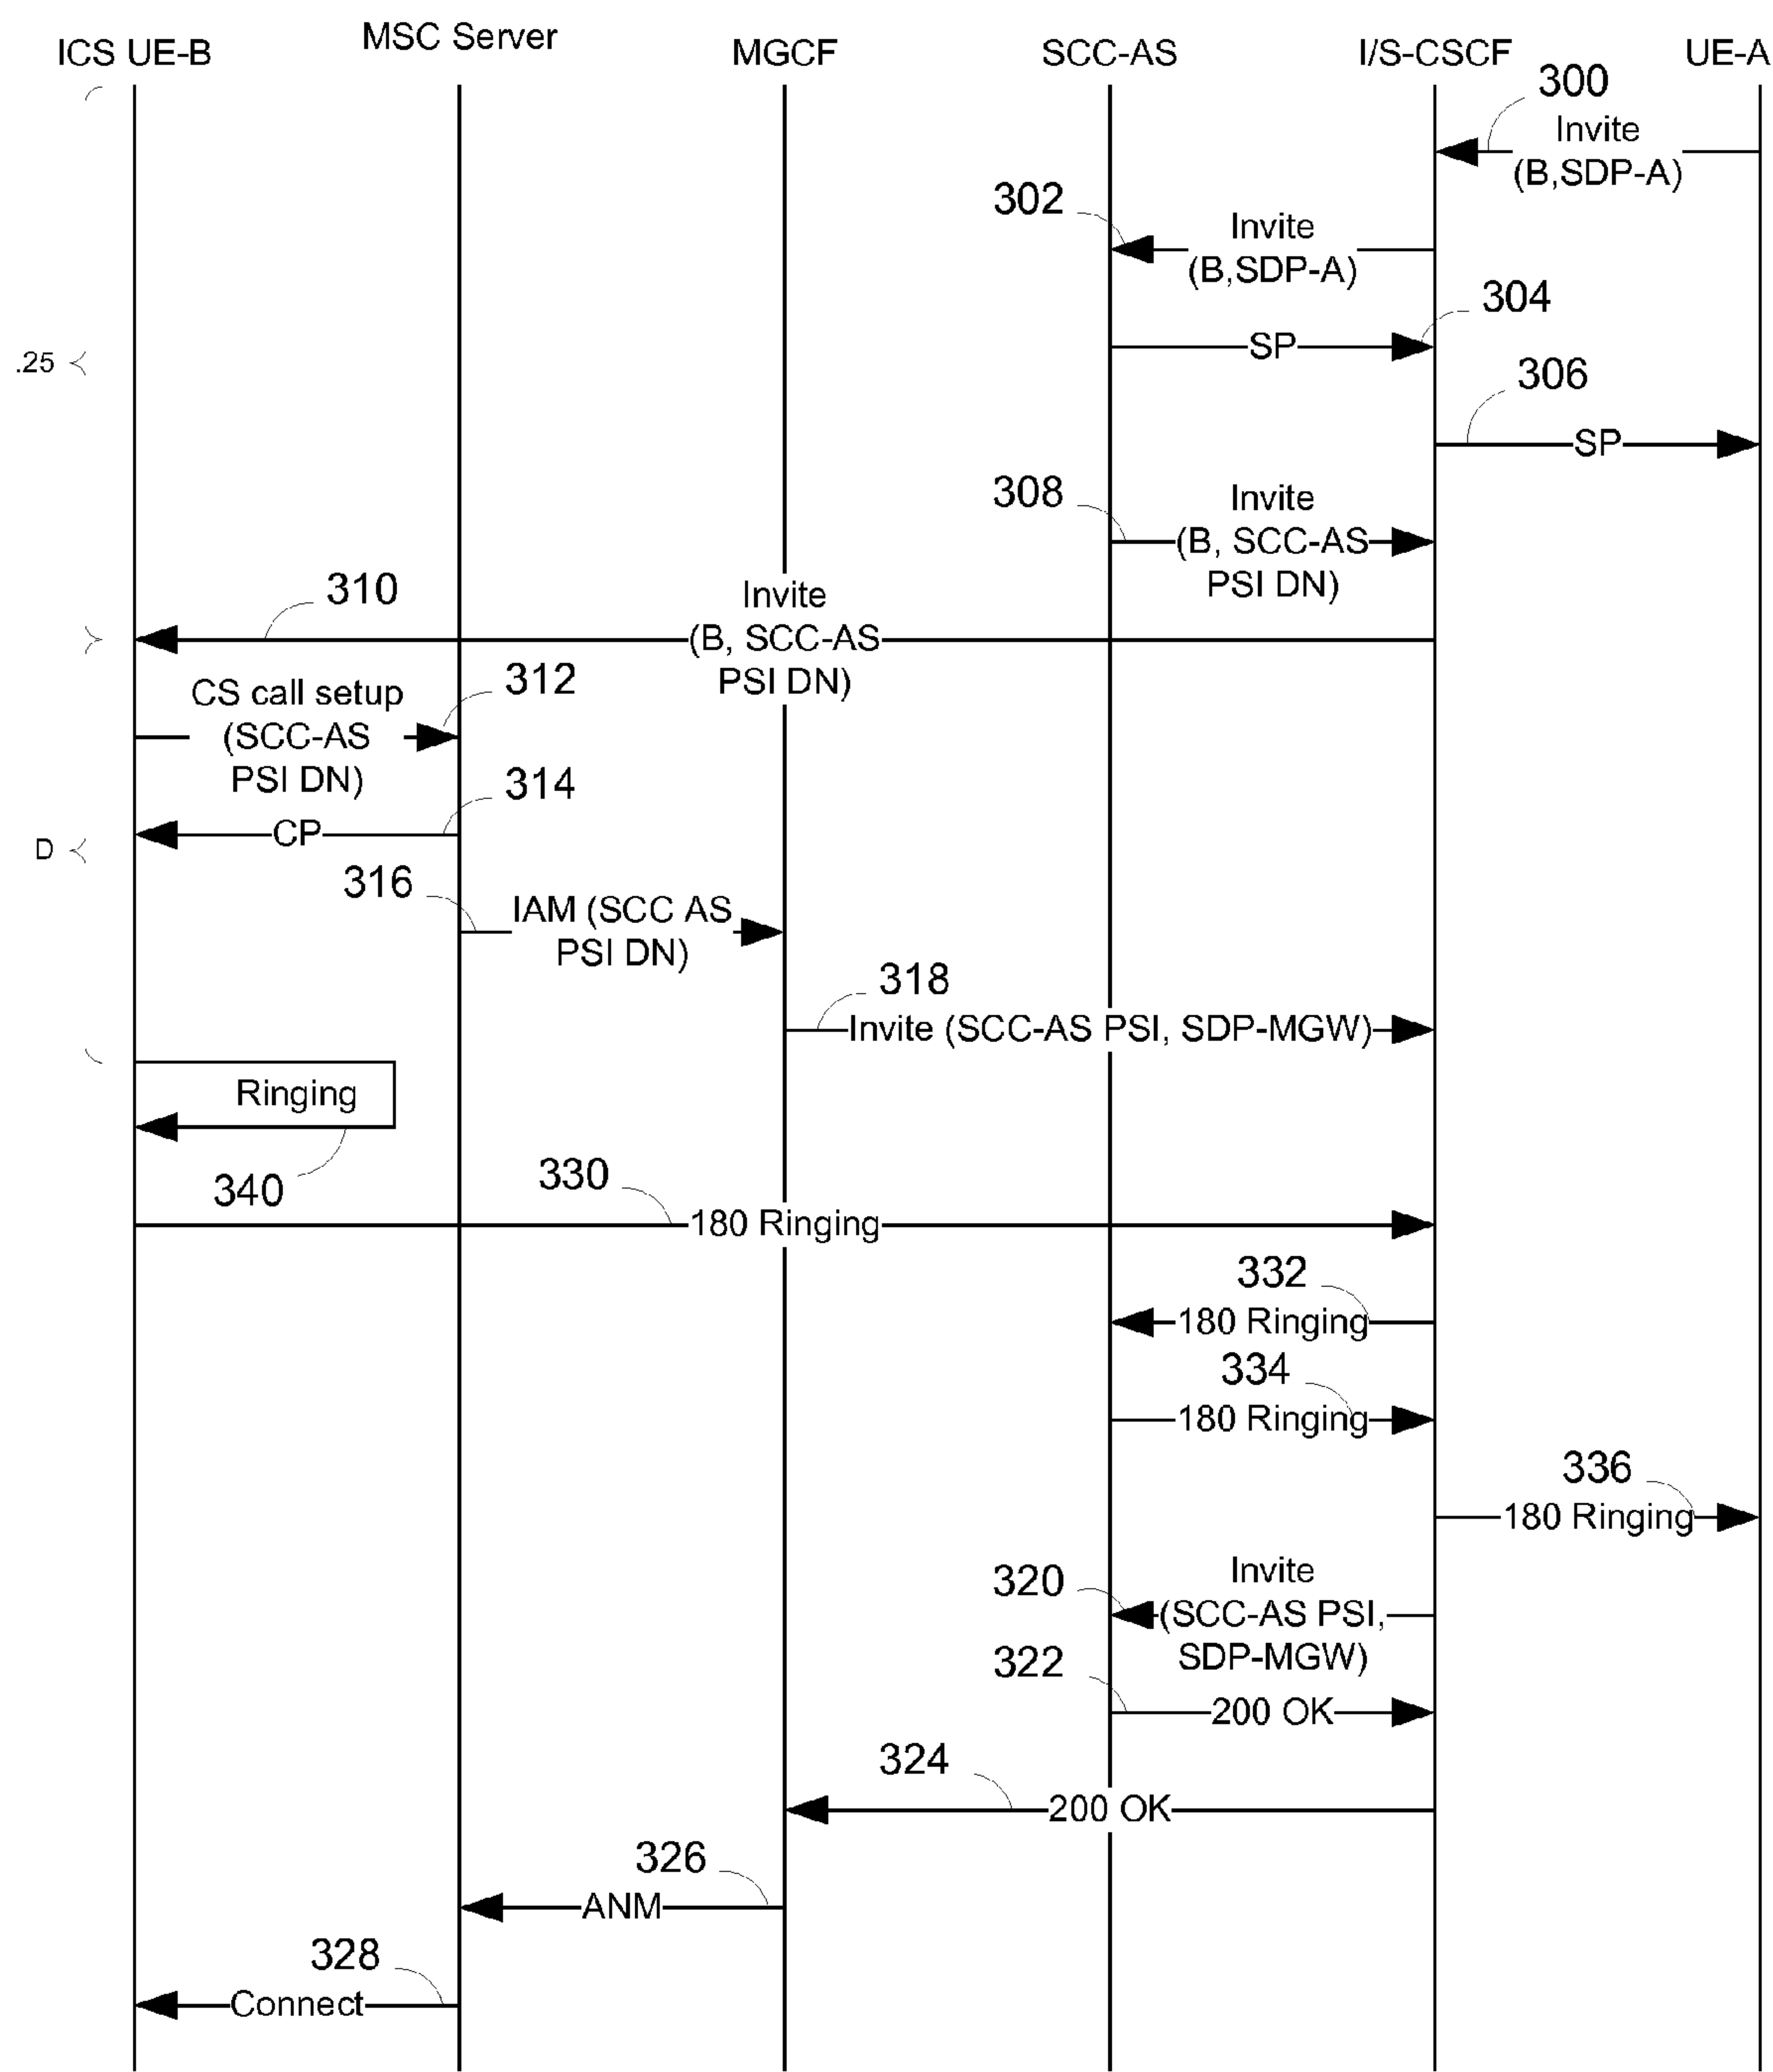 ICS UE-B
MSC Server
MGCF
SCC-AS
I/S-CSCF
UE-A
300
Invite
(B,SDP-A)
302
Invite
(B,SDP-A)
304
SP
.25
306
SP
308
Invite
(B, SCC-AS
PSI DN)
310
Invite
(B, SCC-AS
PSI DN)
312
CS call setup
(SCC-AS
PSI DN)
314
CP
D
316
IAM (SCC AS
PSI DN)
318
Invite (SCC-AS PSI, SDP-MGW)
Ringing
340
330
180 Ringing
332
180 Ringing
334
180 Ringing
336
180 Ringing
320
Invite
(SCC-AS PSI,
SDP-MGW)
322
200 OK
324
200 OK
326
ANM
328
Connect